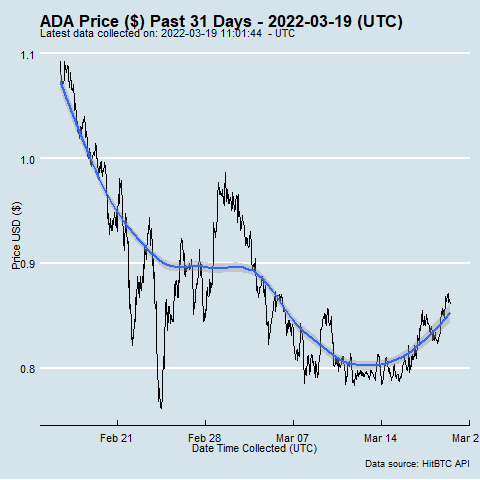 ADA Price ($) Past 31 Days - 2022-03-19 (UTC)
Latest data collected on: 2022-03-19 11:01:44 - UTC
1.1
1.0
0.9
0.8
Price USD ($)
Feb 21 Feb 28 Mar 07 Mar 14 Mar 2
Date Time Collected (UTC)
Data source: HitBTC API